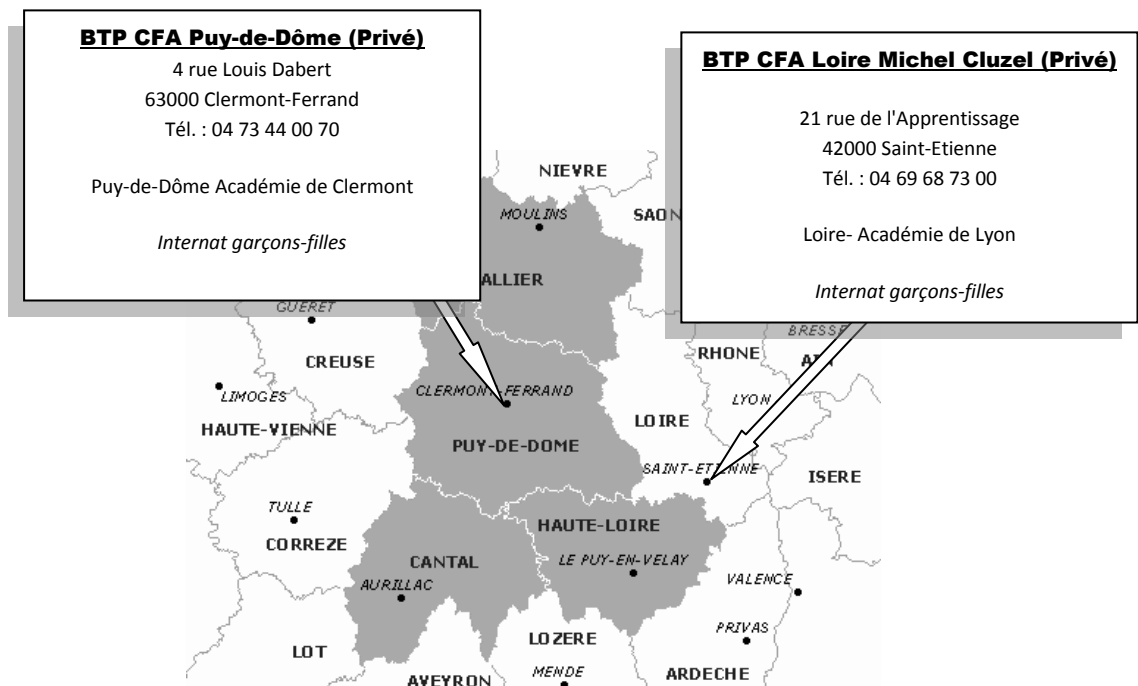 BTP CFA Puy-de-Dôme (Privé)
4 rue Louis Dabert
63000 Clermont-Ferrand
Tél. : 04 73 44 00 70
Puy-de-Dôme Académie de Clermont
Internat garçons-filles
BTP CFA Loire Michel Cluzel (Privé)
21 rue de l'Apprentissage
42000 Saint-Etienne
Tél. : 04 69 68 73 00
Loire- Académie de Lyon
Internat garçons-filles
NIEVRE
MOULINS
SAON
ALLIER
GUERET
BRESSE
CREUSE
RHONE
AIN
LIMOGES
CLERMONT-FERRAND
LYON
HAUTE-VIENNE
LOIRE
PUY-DE-DOME
SAINT-ETIENNE
ISERE
TULLE
HAUTE-LOIRE
CORREZE
CANTAL
LE PUY-EN-VELAY
AURILLAC
VALENCE
PRIVAS
LOZERE
LOT
MENDE
ARDECHE
AVEYRON